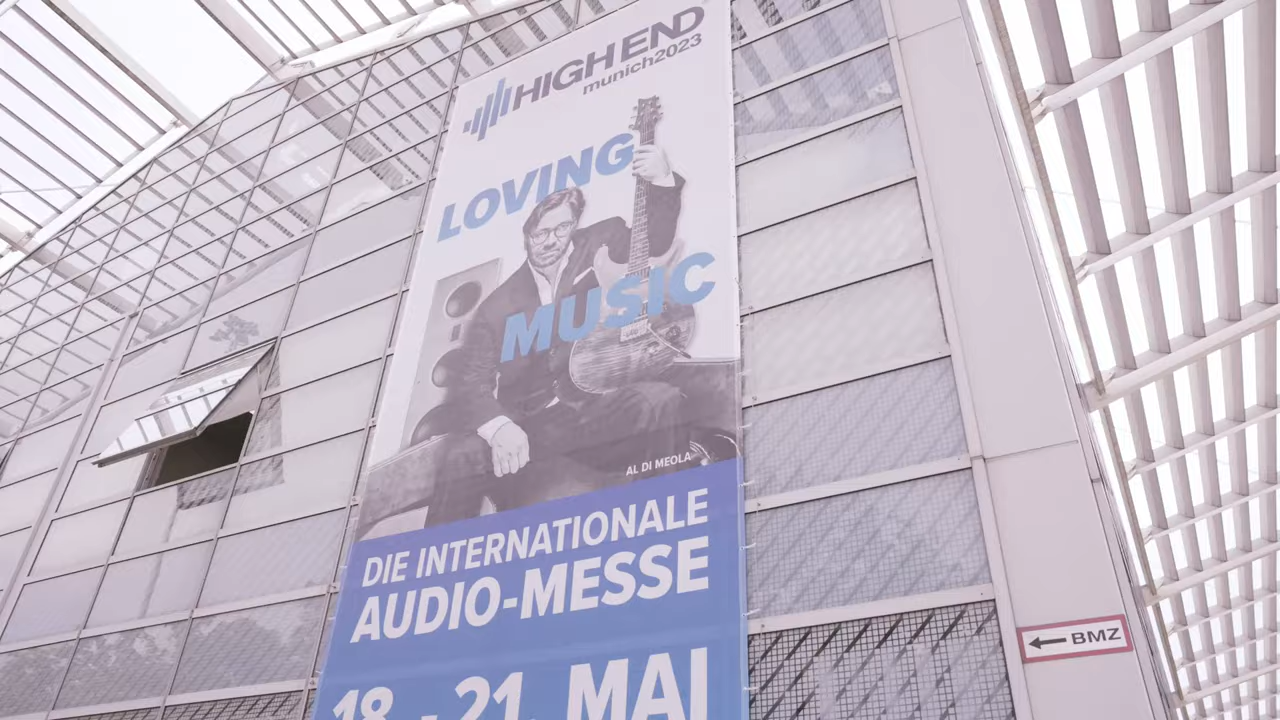 HIGH END
munich2023
LOVING
MUSIC
AL DI MEOLA
DIE INTERNATIONALE
AUDIO-MESSE
18. - 21. MAI
BMZ